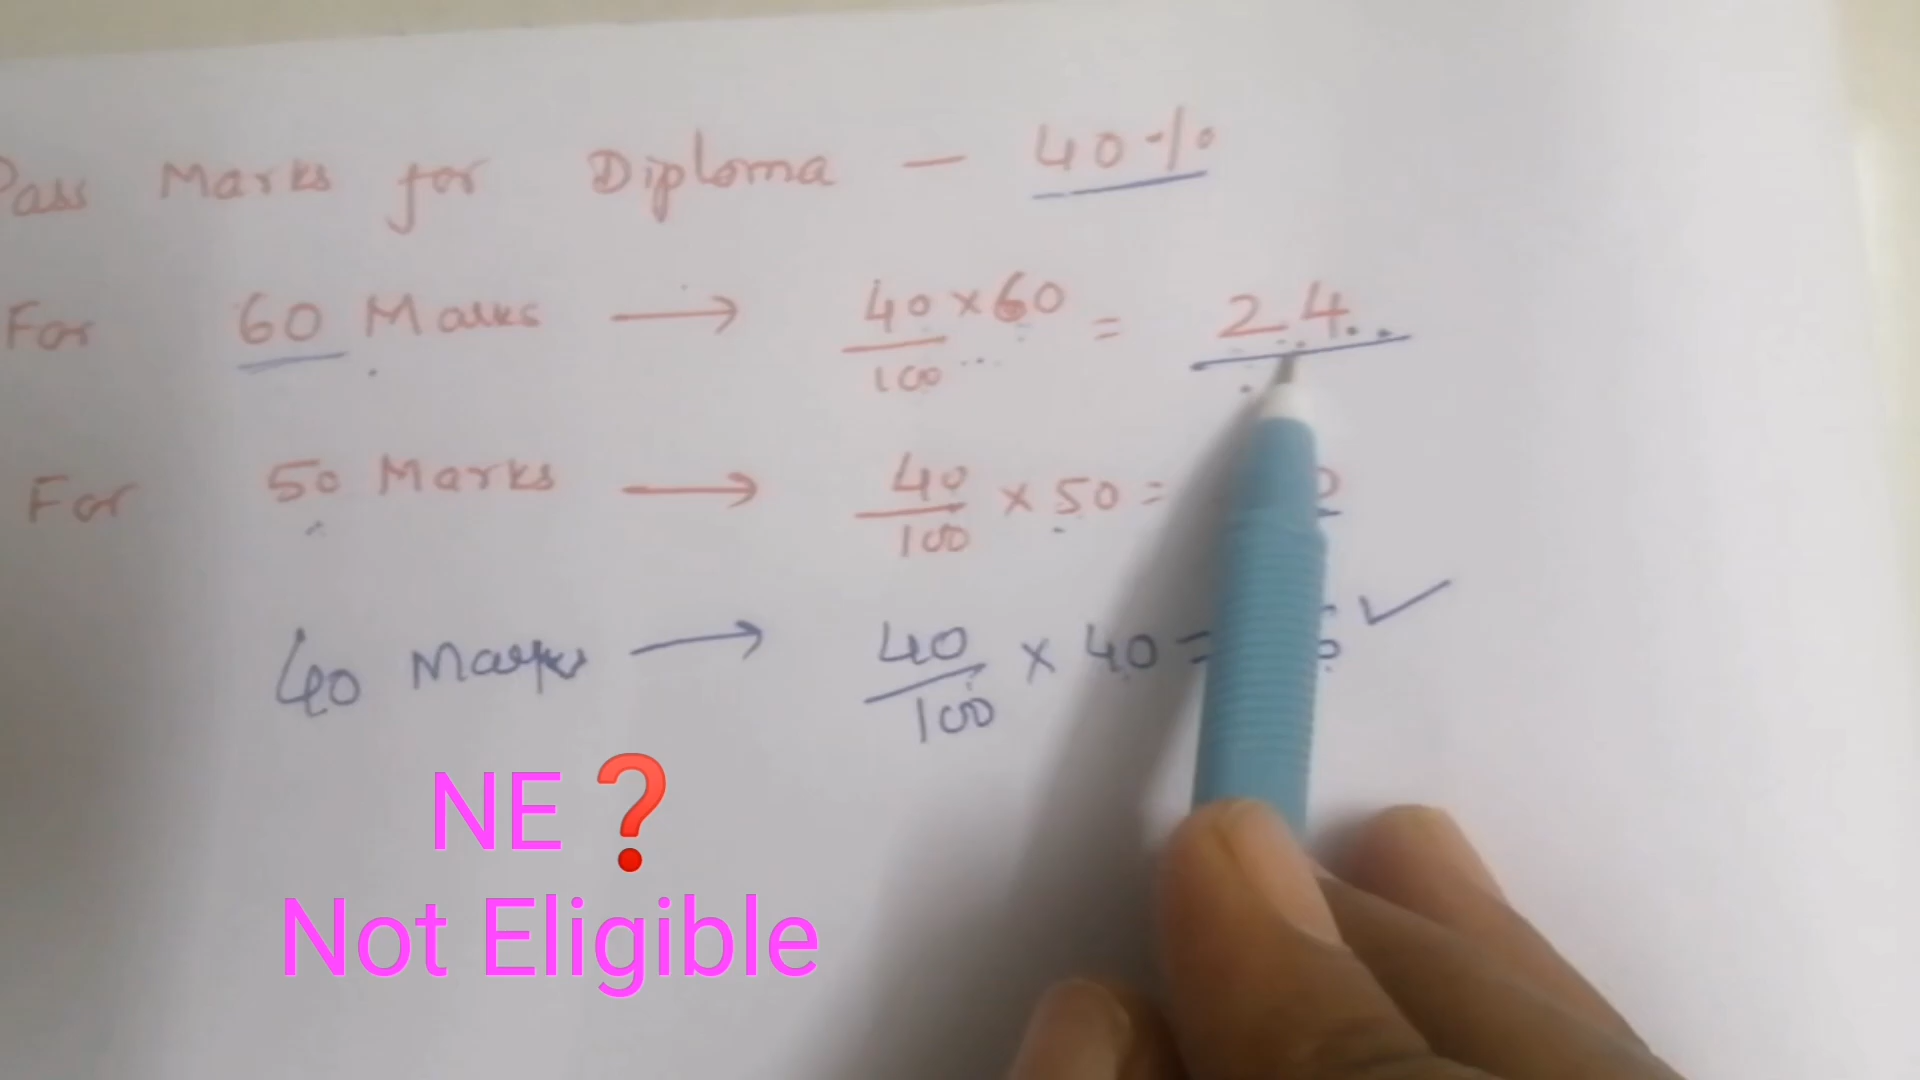 Pass Marks for Diploma - 40%
For 60 Marks → 40/100 × 60 = 24
For 50 Marks → 40/100 × 50 =
40 Marks → 40/100 × 40 = ✓
NE❓
Not Eligible